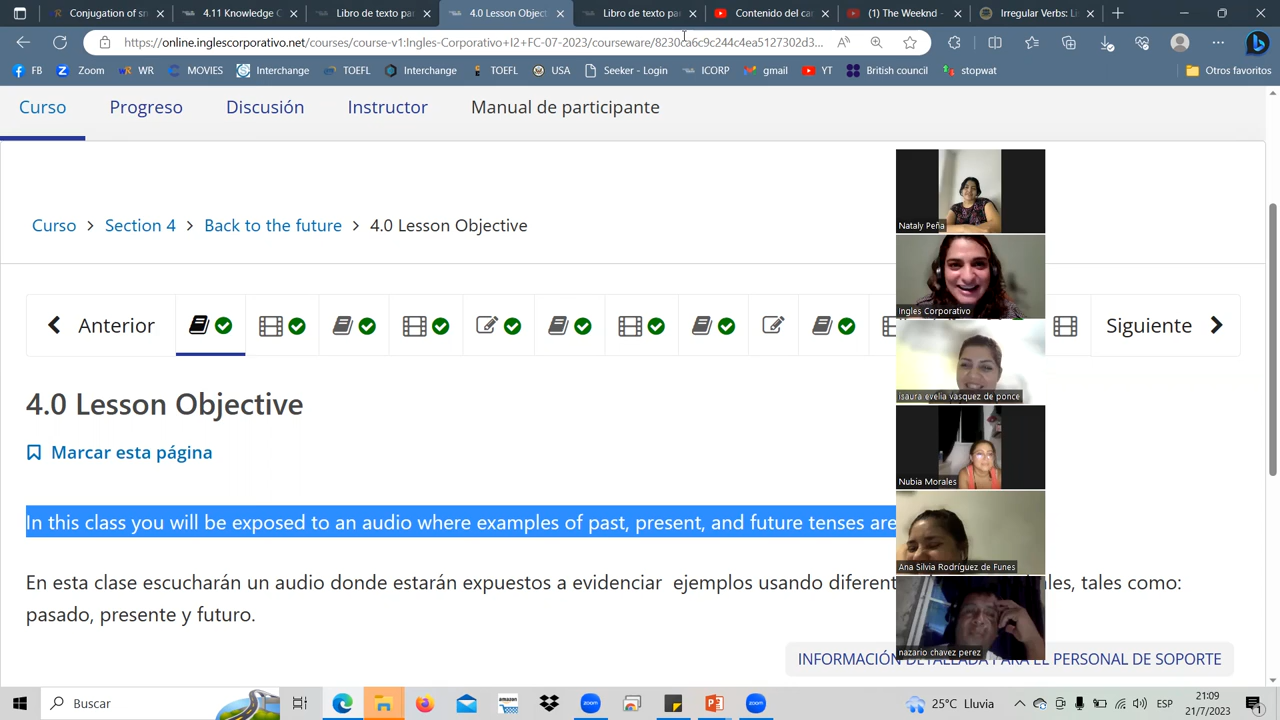 Conjugation of sn
4.11 Knowledge C
Libro de texto par
4.0 Lesson Object
Libro de texto par
Contenido del can
(1) The Weeknd -
Irregular Verbs: Li
https://online.inglescorporativo.net/courses/course-v1:Ingles-Corporativo+I2+FC-07-2023/courseware/8230ca6c9c244c4ea5127302d3...
FB
Zoom
WR
MOVIES
Interchange
TOEFL
Interchange
TOEFL
USA
Seeker - Login
ICORP
gmail
YT
British council
stopwat
Otros favoritos
Curso
Progreso
Discusión
Instructor
Manual de participante
Curso > Section 4 > Back to the future > 4.0 Lesson Objective
Anterior
Siguiente
4.0 Lesson Objective
Marcar esta página
In this class you will be exposed to an audio where examples of past, present, and future tenses are
En esta clase escucharán un audio donde estarán expuestos a evidenciar ejemplos usando diferent
les, tales como:
pasado, presente y futuro.
INFORMACIÓN DETALLADA PARA EL PERSONAL DE SOPORTE
Nataly Peña
Ingles Corporativo
isaura evelia vasquez de ponce
Nubia Morales
Ana Silvia Rodríguez de Funes
nazario chavez perez
Buscar
25°C Lluvia
ESP
21:05
21/7/2023
1